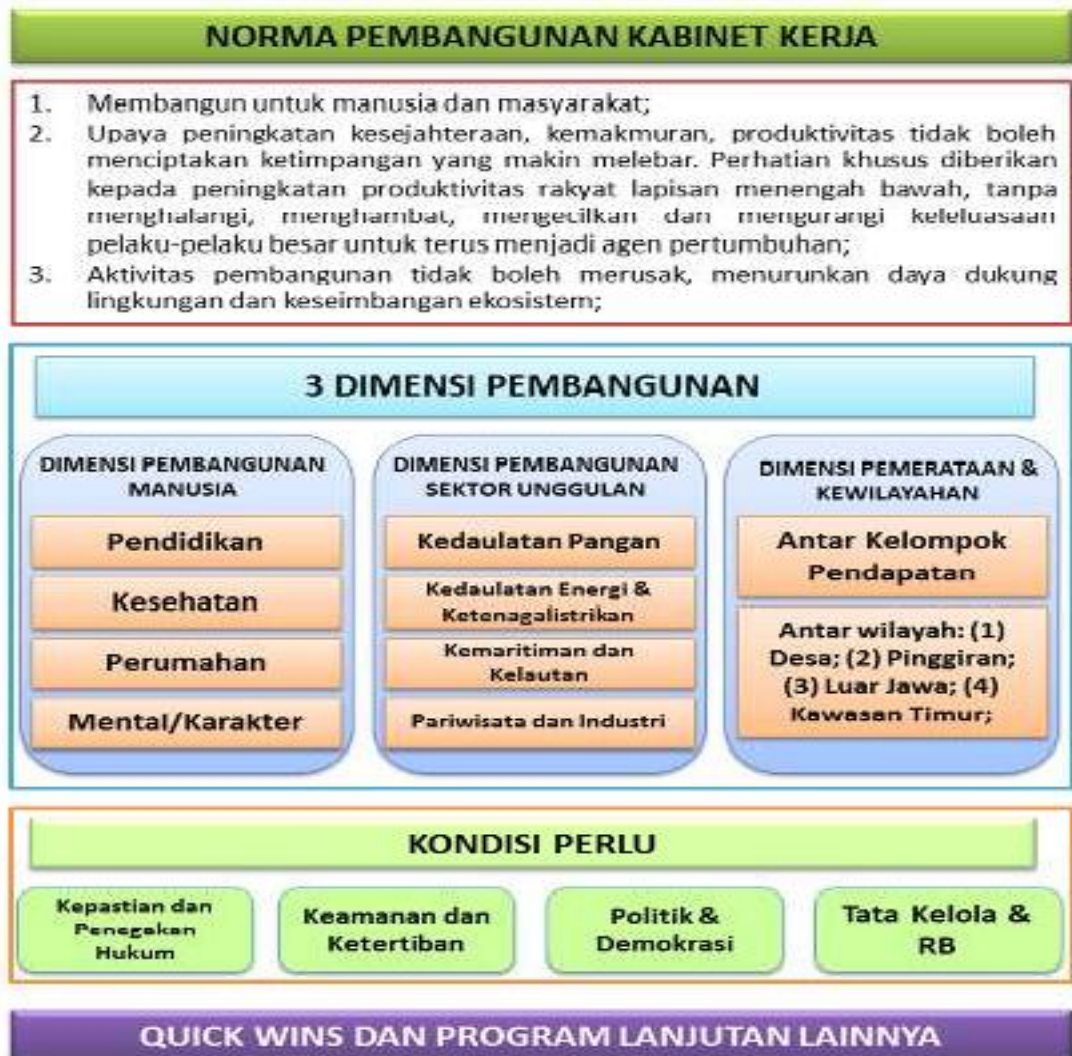 NORMA PEMBANGUNAN KABINET KERJA
1. Membangun untuk manusia dan masyarakat;
2. Upaya peningkatan kesejahteraan, kemakmuran, produktivitas tidak boleh
menciptakan ketimpangan yang makin melebar. Perhatian khusus diberikan
kepada peningkatan produktivitas rakyat lapisan menengah bawah, tanpa
menghalangi, menghambat, mengecilkan dan mengurangi keleluasaan
pelaku-pelaku besar untuk terus menjadi agen pertumbuhan;
3. Aktivitas pembangunan tidak boleh merusak, menurunkan daya dukung
lingkungan dan keseimbangan ekosistem;
3 DIMENSI PEMBANGUNAN
DIMENSI PEMBANGUNAN
MANUSIA
Pendidikan
Kesehatan
Perumahan
Mental/Karakter
DIMENSI PEMBANGUNAN
SEKTOR UNGGULAN
Kedaulatan Pangan
Kedaulatan Energi &
Ketenagalistrikan
Kemaritiman dan
Kelautan
Pariwisata dan Industri
DIMENSI PEMERATAAN &
KEWILAYAHAN
Antar Kelompok
Pendapatan
Antar wilayah: (1)
Desa; (2) Pinggiran;
(3) Luar Jawa; (4)
Kawasan Timur;
KONDISI PERLU
Kepastian dan
Penegakan
Hukum
Keamanan dan
Ketertiban
Politik &
Demokrasi
Tata Kelola &
RB
QUICK WINS DAN PROGRAM LANJUTAN LAINNYA